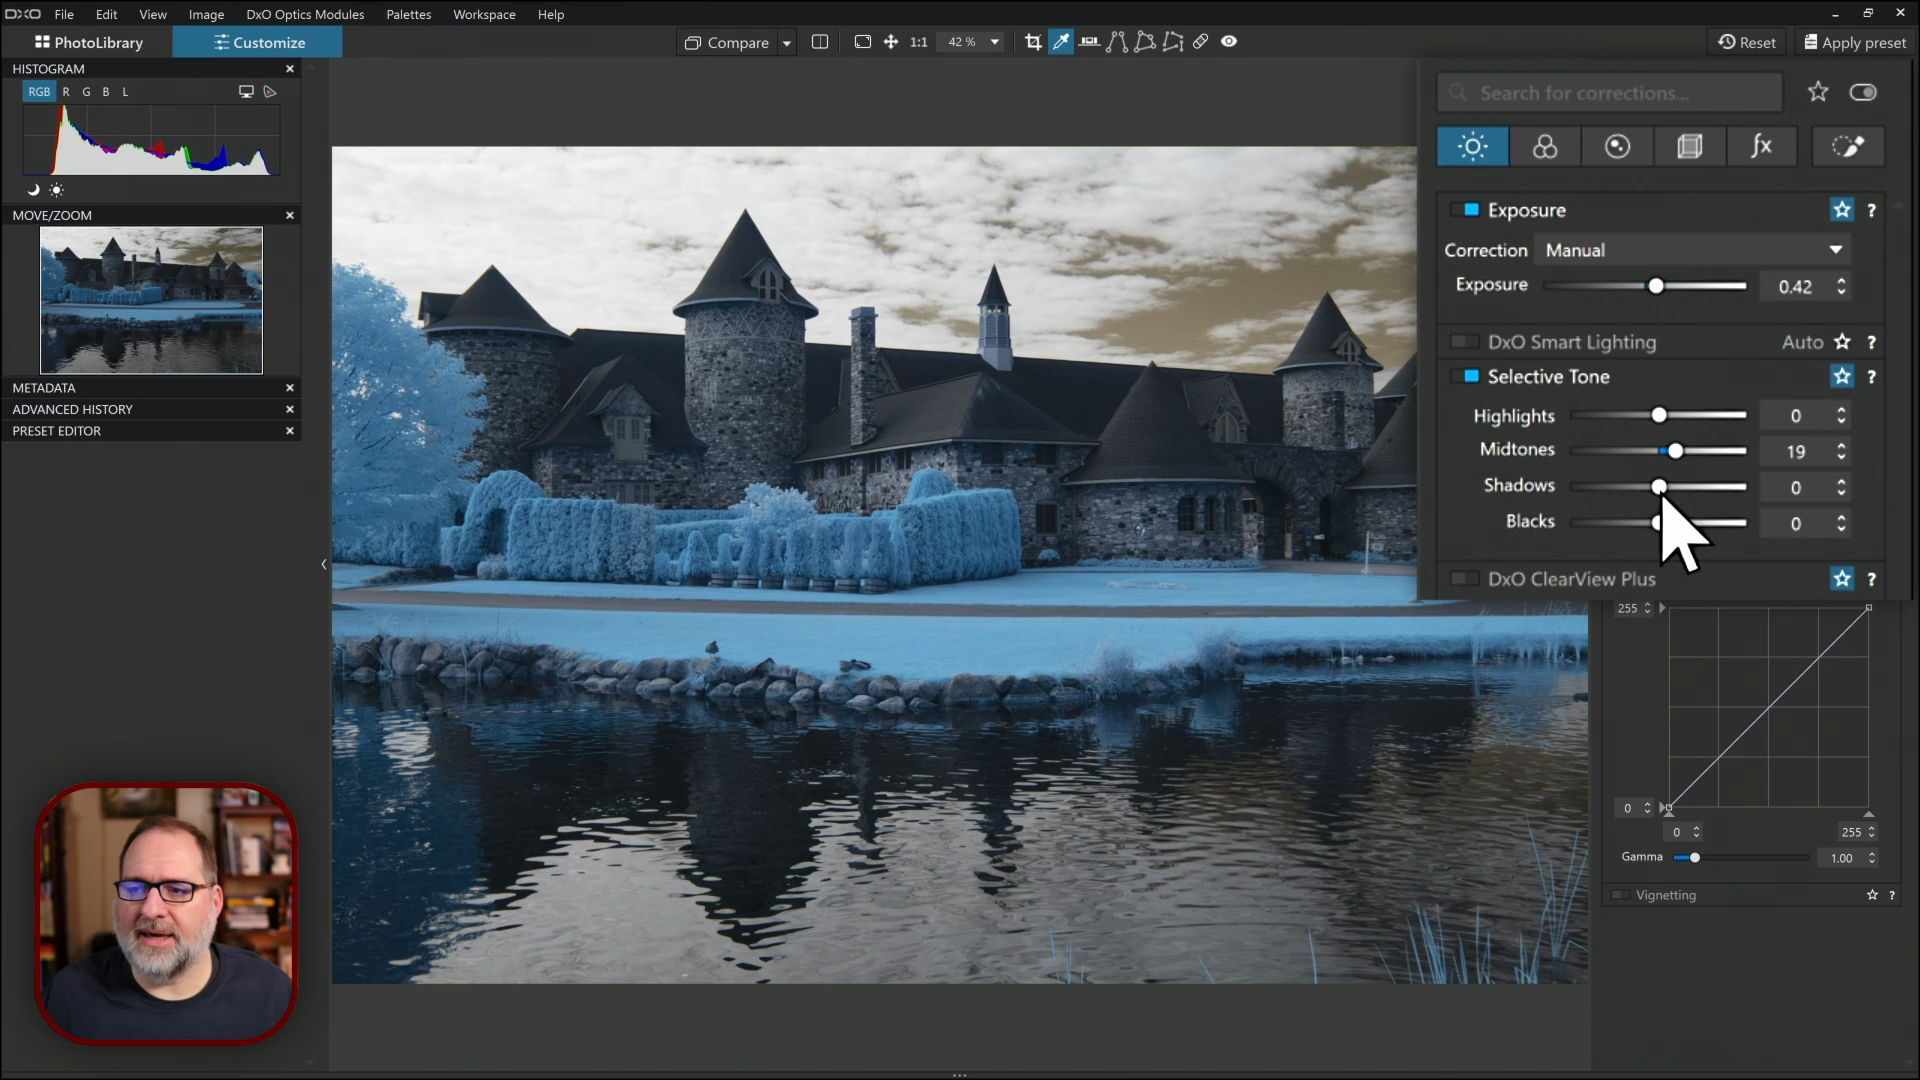 DXO File Edit View Image DxO Optics Modules Palettes Workspace Help
PhotoLibrary Customize Compare 1:1 42 % Reset Apply preset
HISTOGRAM
RGB R G B L
MOVE/ZOOM
METADATA
ADVANCED HISTORY
PRESET EDITOR
Search for corrections...
fx
Exposure ?
Correction Manual
Exposure 0.42
DxO Smart Lighting Auto ?
Selective Tone ?
Highlights 0
Midtones 19
Shadows 0
Blacks 0
DxO ClearView Plus ?
255
0
0 255
Gamma 1.00
Vignetting ?